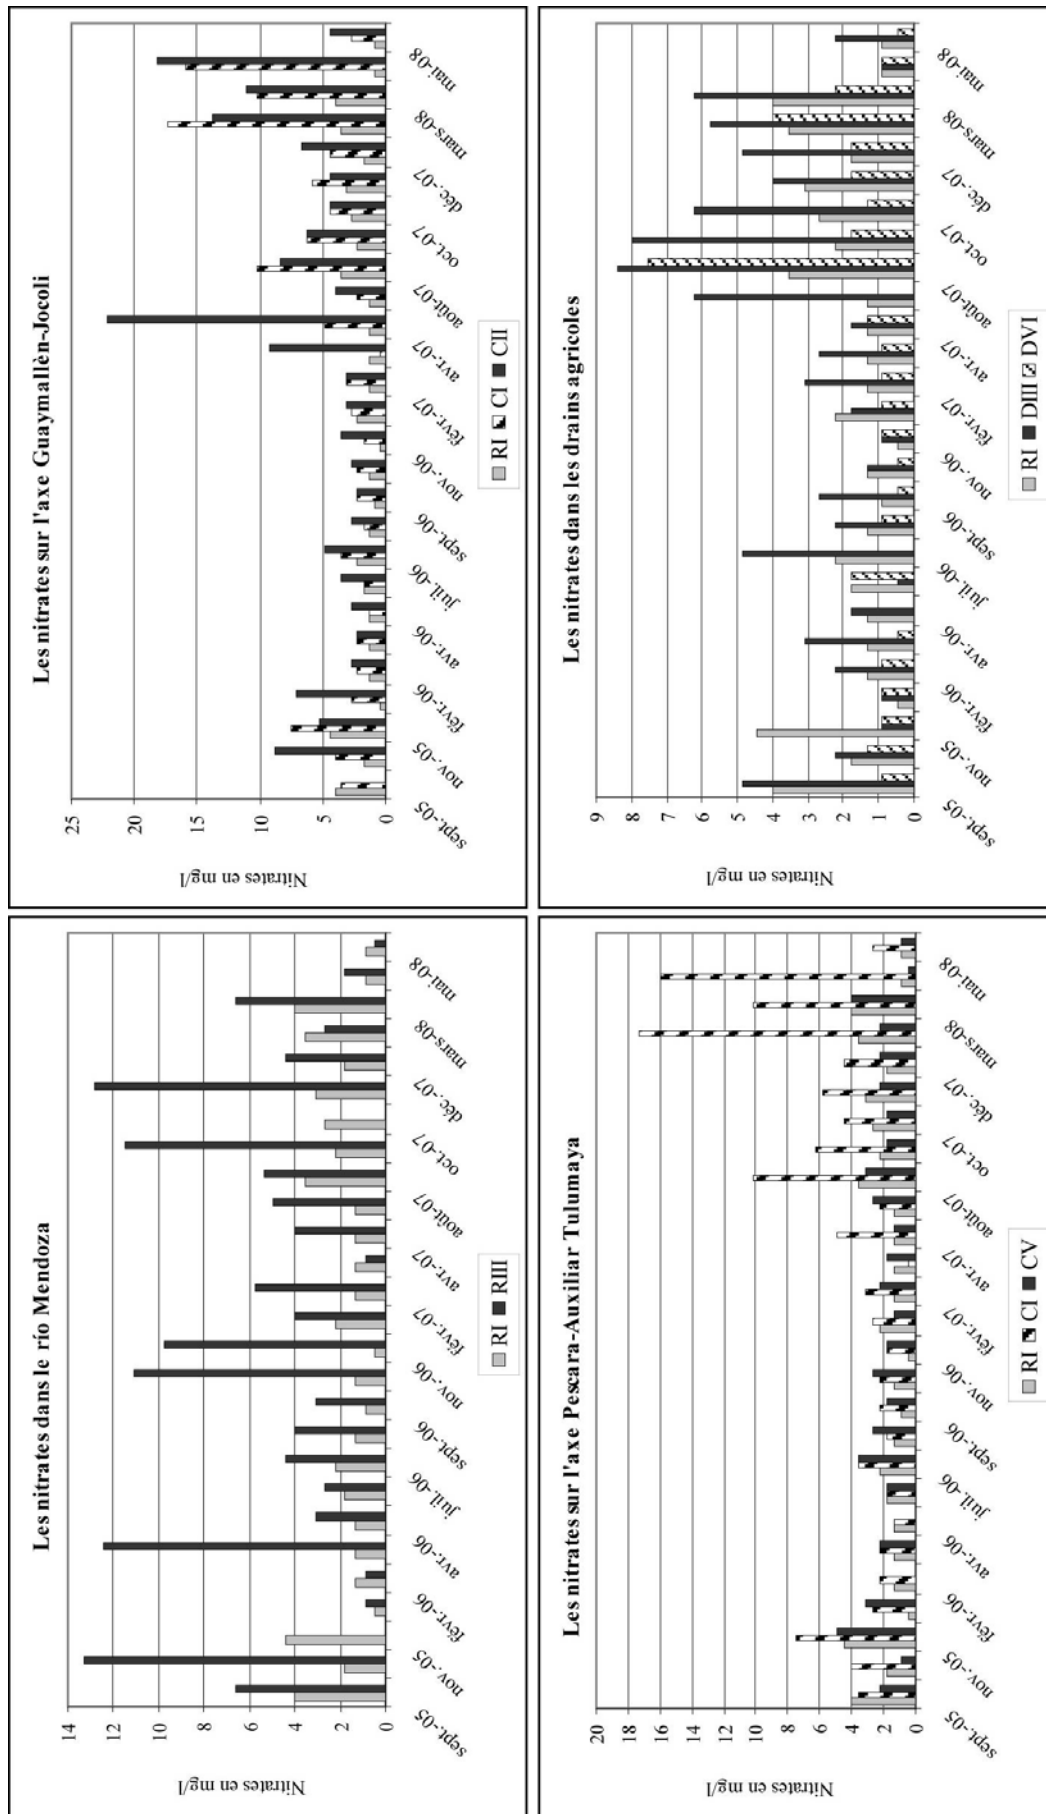 Les nitrates dans le río Mendoza
Nitrates en mg/l
14
12
10
8
6
4
2
0
sept.-05
nov.-05
févr.-06
avr.-06
juil.-06
sept.-06
nov.-06
févr.-07
avr.-07
août-07
oct.-07
déc.-07
mars-08
mai-08
RI RIII
Les nitrates sur l'axe Guaymallèn-Jocoli
Nitrates en mg/l
25
20
15
10
5
0
sept.-05
nov.-05
févr.-06
avr.-06
juil.-06
sept.-06
nov.-06
févr.-07
avr.-07
août-07
oct.-07
déc.-07
mars-08
mai-08
RI CI CII
Les nitrates sur l'axe Pescara-Auxiliar Tulumaya
Nitrates en mg/l
20
18
16
14
12
10
8
6
4
2
0
sept.-05
nov.-05
févr.-06
avr.-06
juil.-06
sept.-06
nov.-06
févr.-07
avr.-07
août-07
oct.-07
déc.-07
mars-08
mai-08
RI CI CV
Les nitrates dans les drains agricoles
Nitrates en mg/l
9
8
7
6
5
4
3
2
1
0
sept.-05
nov.-05
févr.-06
avr.-06
juil.-06
sept.-06
nov.-06
févr.-07
avr.-07
août-07
oct.-07
déc.-07
mars-08
mai-08
RI DIII DVI